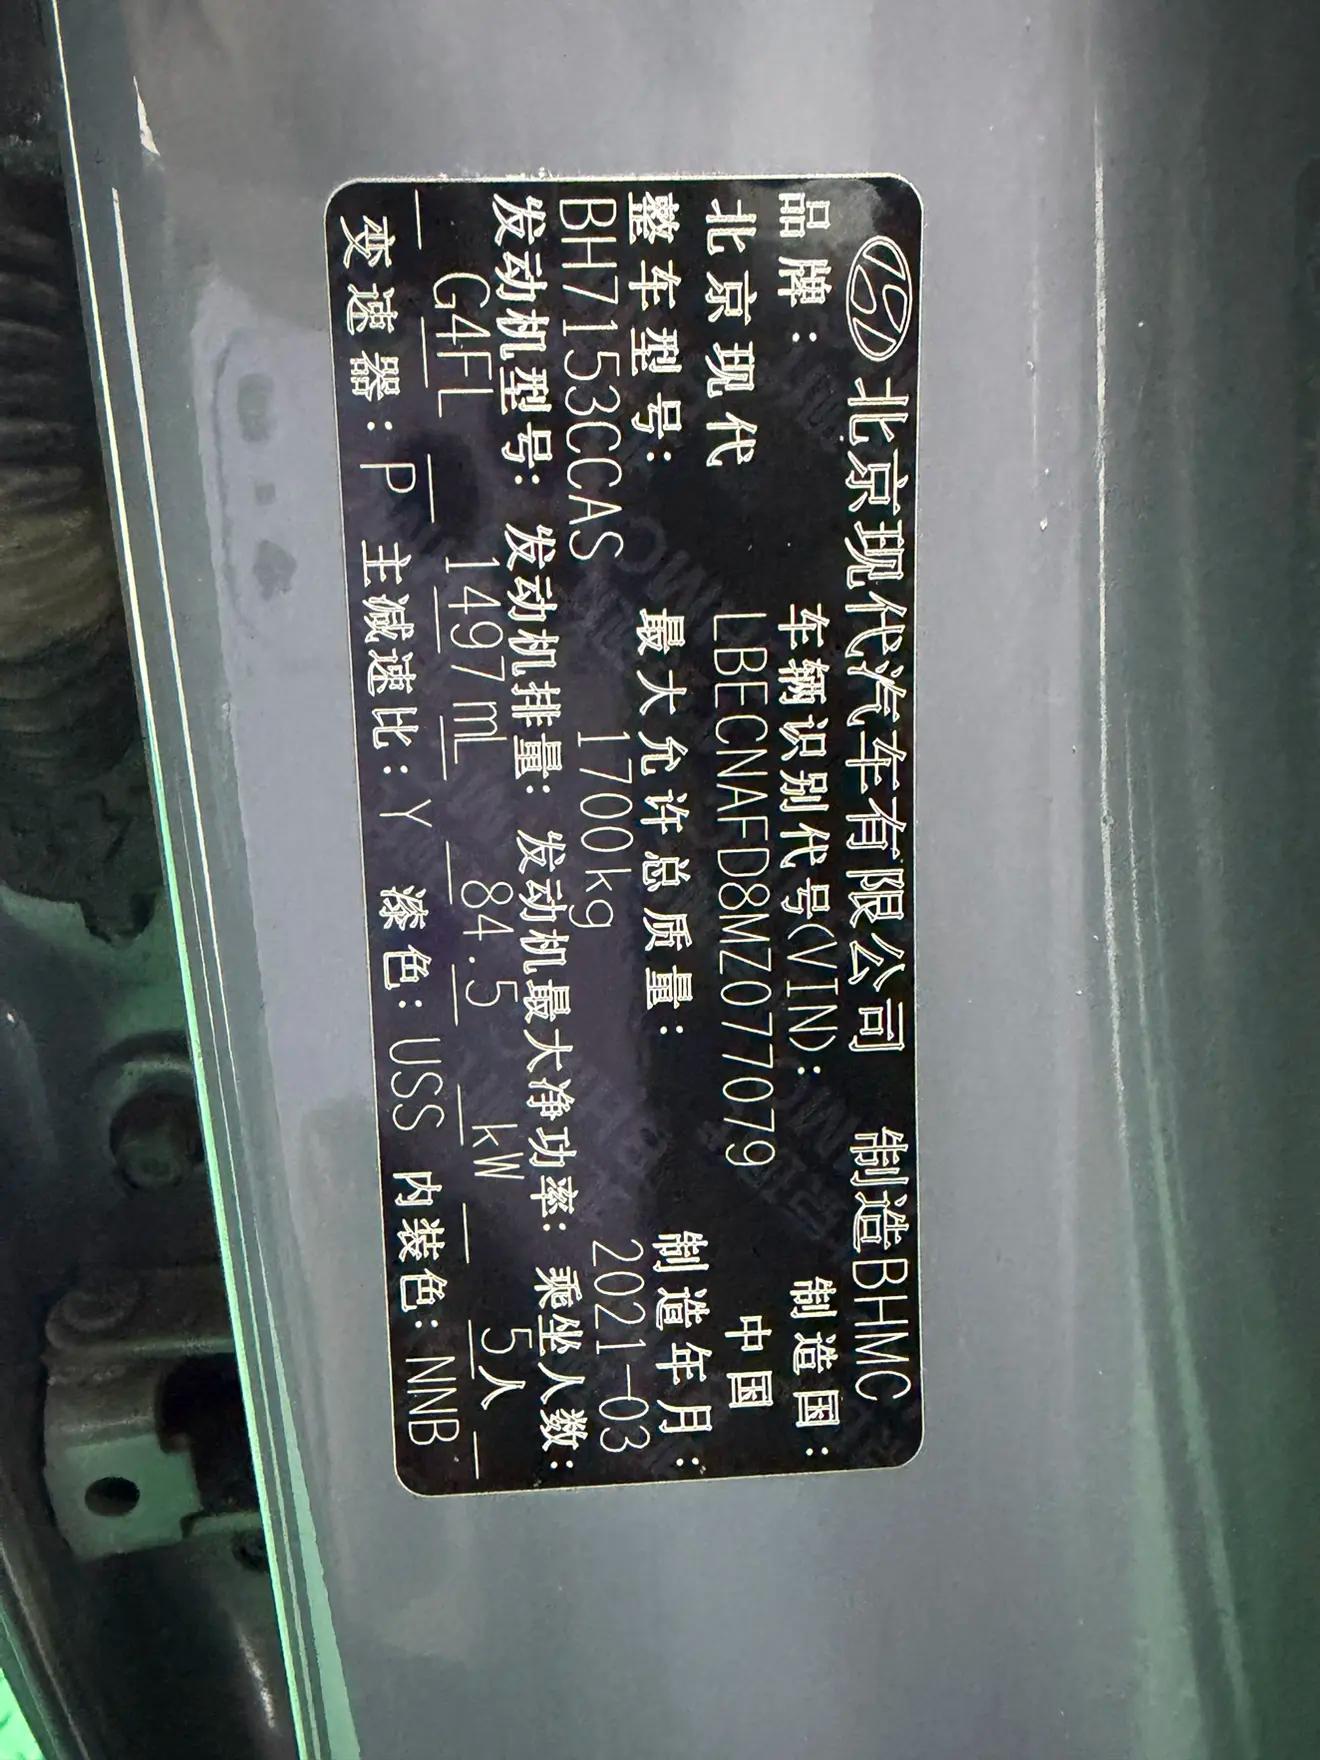 北京现代汽车有限公司 制造BHMC
品牌: 车辆识别代号(VIN): 制造国:
北京现代 LBECNAFD8MZ077079 中国
整车型号: 最大允许总质量: 制造年月:
BH7153CCAS 1700kg 2021-03
发动机型号: 发动机排量: 发动机最大净功率: 乘坐人数:
G4FL 1497mL 84.5 kW 5人
变速器: P 主减速比: Y 漆色: USS 内装色: NNB